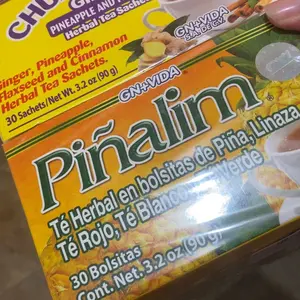 CHU
GI
PINEAPPLE AND
Herbal Tea Sachets
Ginger, Pineapple,
Flaxseed and Cinnamon
Herbal Tea Sachets.
30 Sachets/Net Wt. 3.2 oz (90 g)
GN+VIDA
GN+VIDA
Piñalim
Té Herbal en bolsitas de Piña, Linaza
Té Rojo, Té Blanco Verde.
30 Bolsitas
Cont. Net. 3.2 oz (90 g)